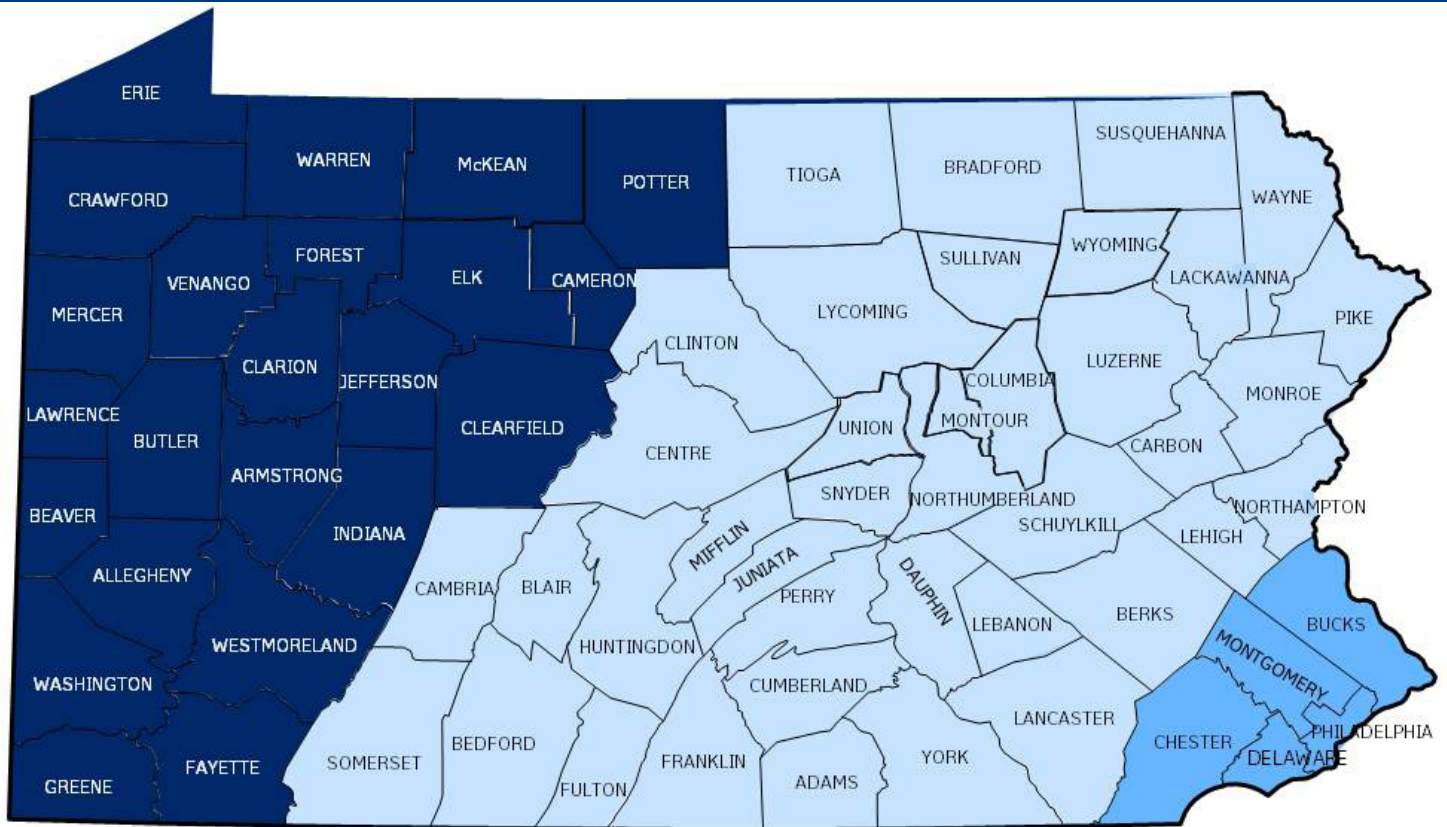 ERIE
WARREN
McKEAN
POTTER
TIOGA
BRADFORD
SUSQUEHANNA
WAYNE
CRAWFORD
FOREST
VENANGO
ELK
CAMERON
SULLIVAN
WYOMING
LACKAWANNA
MERCER
LYCOMING
PIKE
CLINTON
CLARION
JEFFERSON
LUZERNE
COLUMBIA
MONROE
LAWRENCE
BUTLER
CLEARFIELD
UNION
MONTOUR
CARBON
CENTRE
ARMSTRONG
SNYDER
NORTHUMBERLAND
NORTHAMPTON
BEAVER
INDIANA
SCHUYLKILL
LEHIGH
MIFFLIN
ALLEGHENY
CAMBRIA
BLAIR
JUNIATA
PERRY
DAUPHIN
LEBANON
BERKS
BUCKS
WESTMORELAND
HUNTINGDON
MONTGOMERY
WASHINGTON
CUMBERLAND
LANCASTER
PHILADELPHIA
CHESTER
BEDFORD
DELAWARE
SOMERSET
FRANKLIN
YORK
FAYETTE
GREENE
FULTON
ADAMS